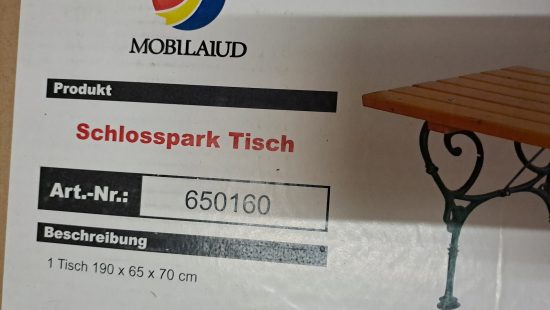 MOBILAIUD
Produkt
Schlosspark Tisch
Art.-Nr.: 650160
Beschreibung
1 Tisch 190 x 65 x 70 cm